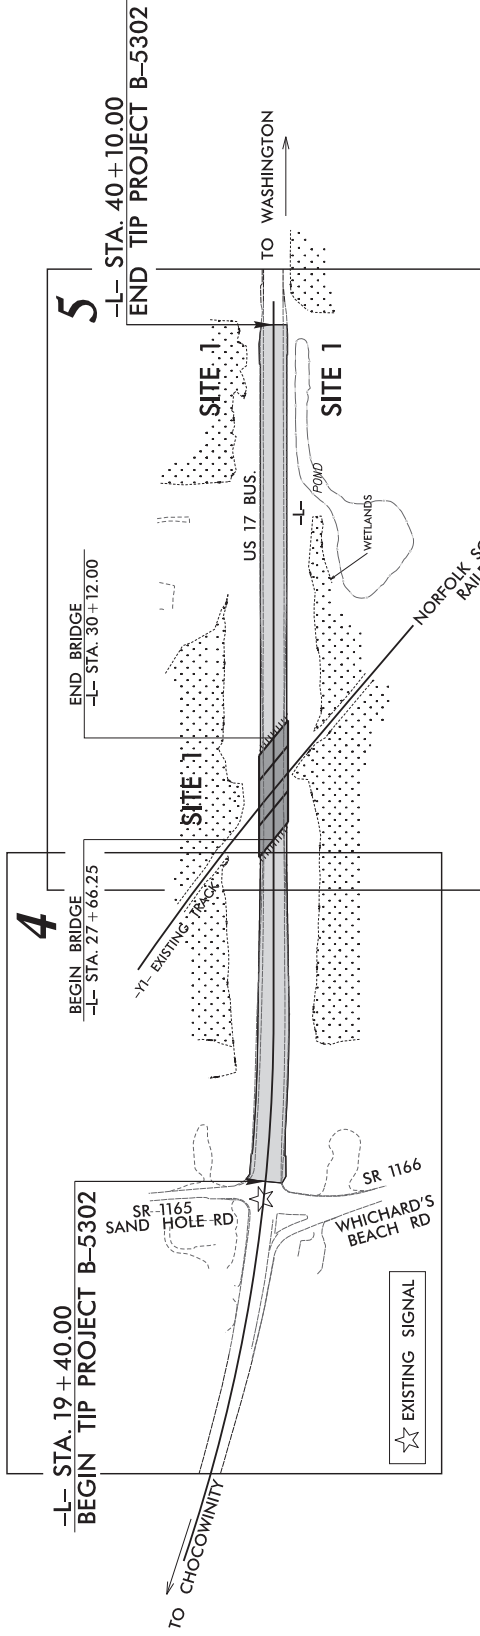 -L- STA. 19+40.00
BEGIN TIP PROJECT B-5302
TO CHOCOWINITY
SR 1165
SAND HOLE RD
SR 1166
WHICHARD'S
BEACH RD
EXISTING SIGNAL
4
BEGIN BRIDGE
-L- STA. 27+66.25
-Y1- EXISTING TRACK
SITE 1
END BRIDGE
-L- STA. 30+12.00
NORFOLK
US 17 BUS.
-L-
POND
WETLANDS
SITE 1
SITE 1
5
-L- STA. 40+10.00
END TIP PROJECT B-5302
TO WASHINGTON